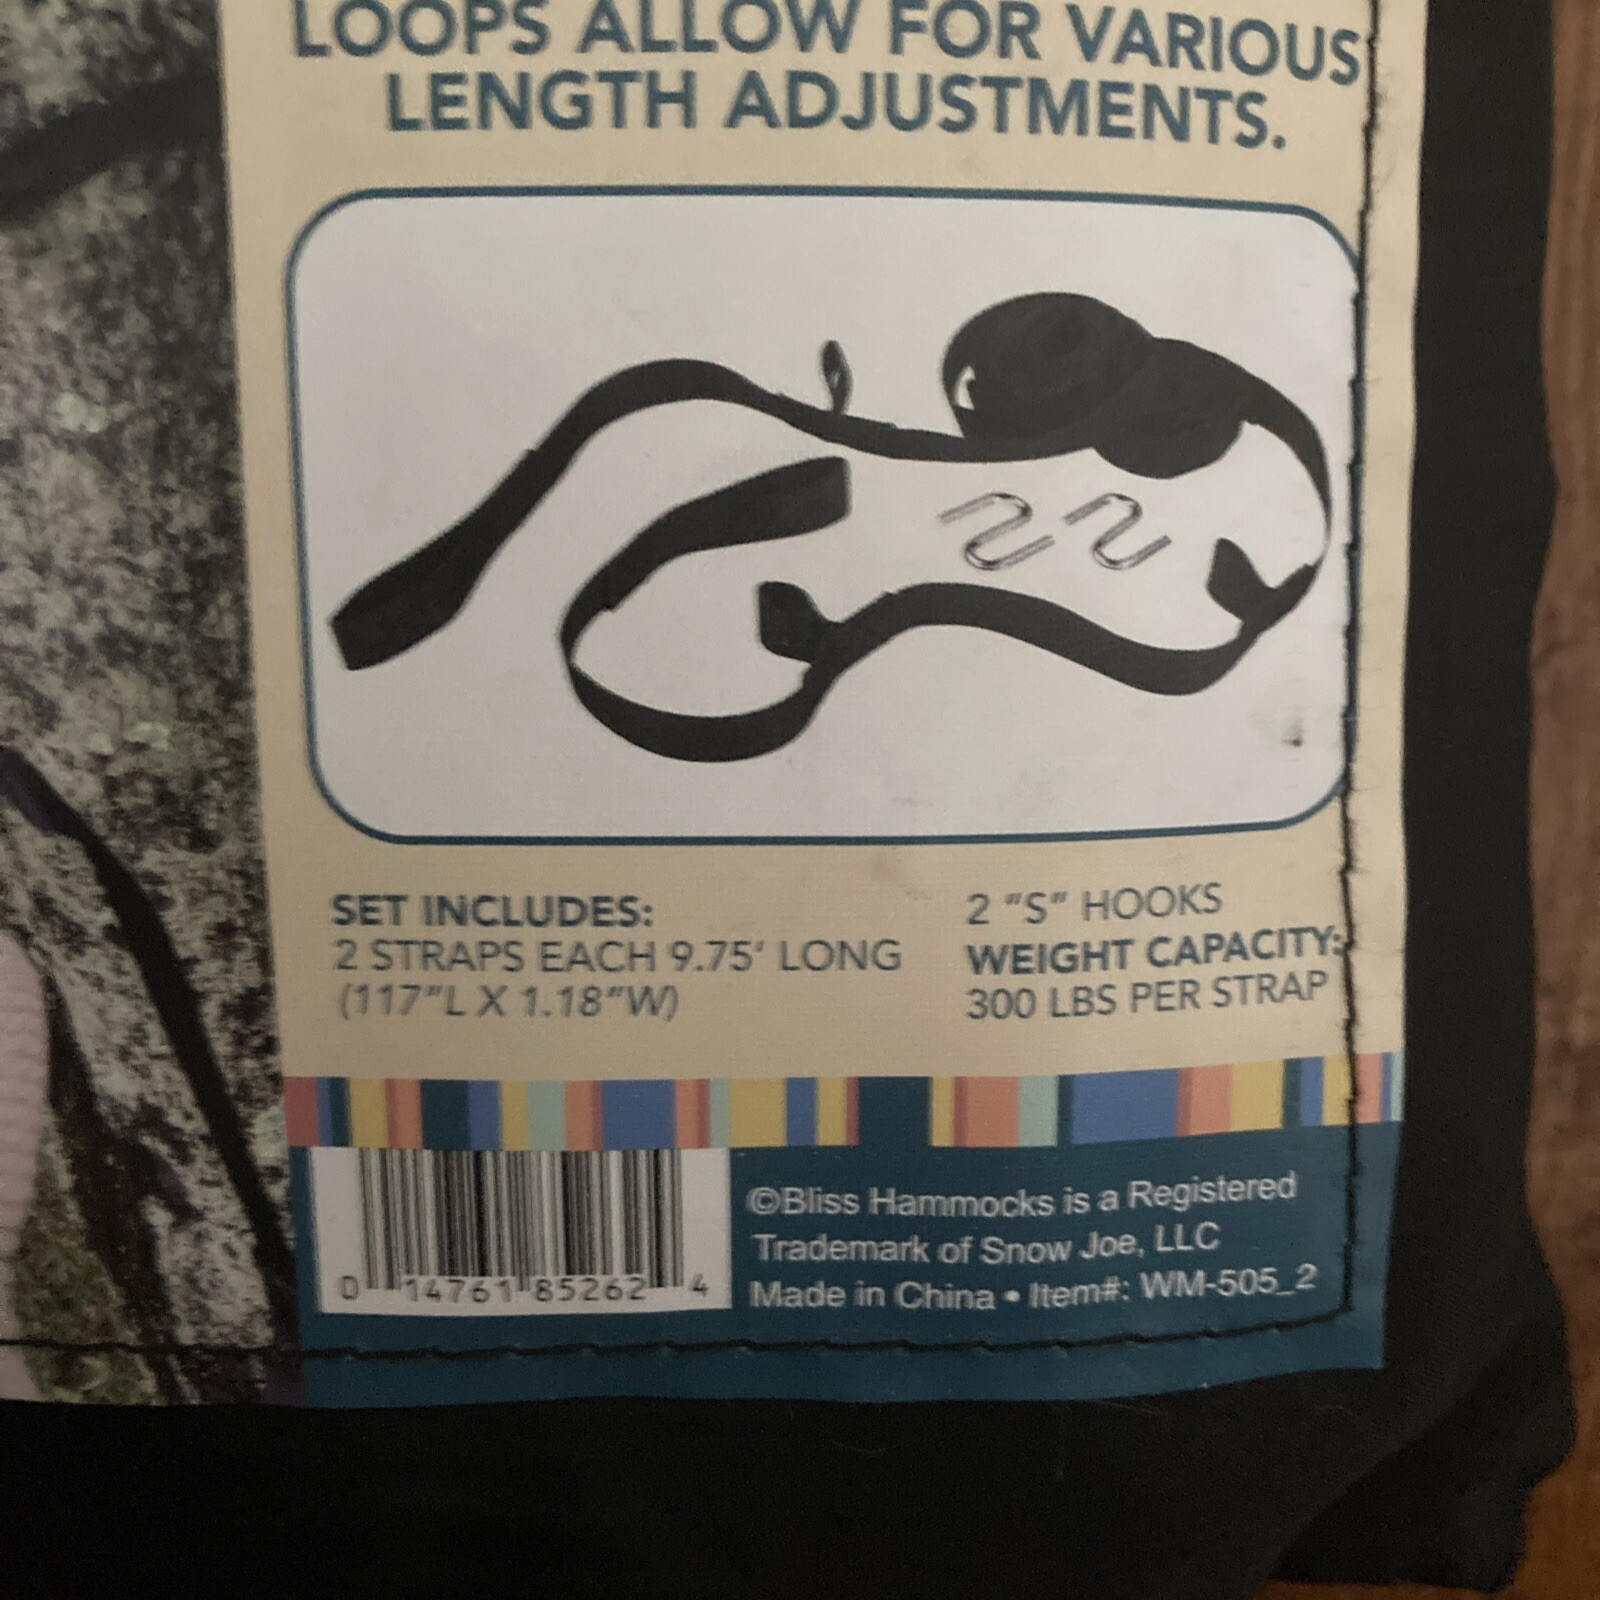 LOOPS ALLOW FOR VARIOUS
LENGTH ADJUSTMENTS.
SET INCLUDES:
2 STRAPS EACH 9.75' LONG
(117"L X 1.18"W)
2 "S" HOOKS
WEIGHT CAPACITY:
300 LBS PER STRAP
0 14761 85262 4
©Bliss Hammocks is a Registered
Trademark of Snow Joe, LLC
Made in China • Item#: WM-505_2